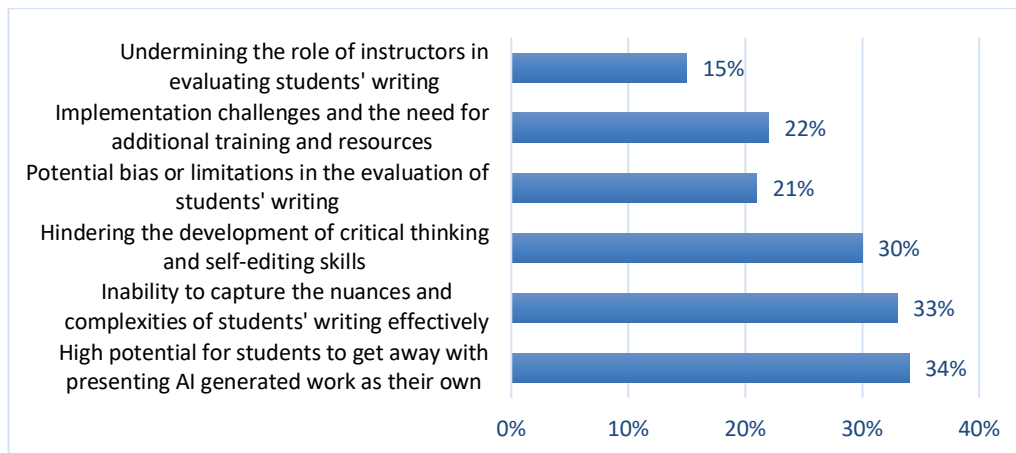 Undermining the role of instructors in
evaluating students' writing
15%
Implementation challenges and the need for
additional training and resources
22%
Potential bias or limitations in the evaluation of
students' writing
21%
Hindering the development of critical thinking
and self-editing skills
30%
Inability to capture the nuances and
complexities of students' writing effectively
33%
High potential for students to get away with
presenting AI generated work as their own
34%
0% 10% 20% 30% 40%